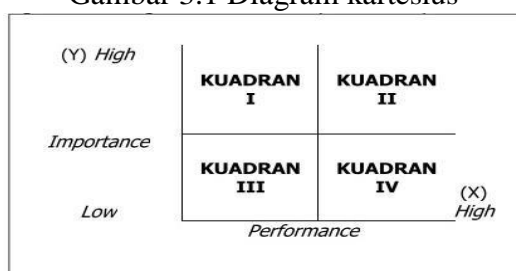 Gambar 3.1 Diagram kartesius
(Y) High
KUADRAN I
KUADRAN II
Importance
KUADRAN III
KUADRAN IV
(X) High
Low
Performance